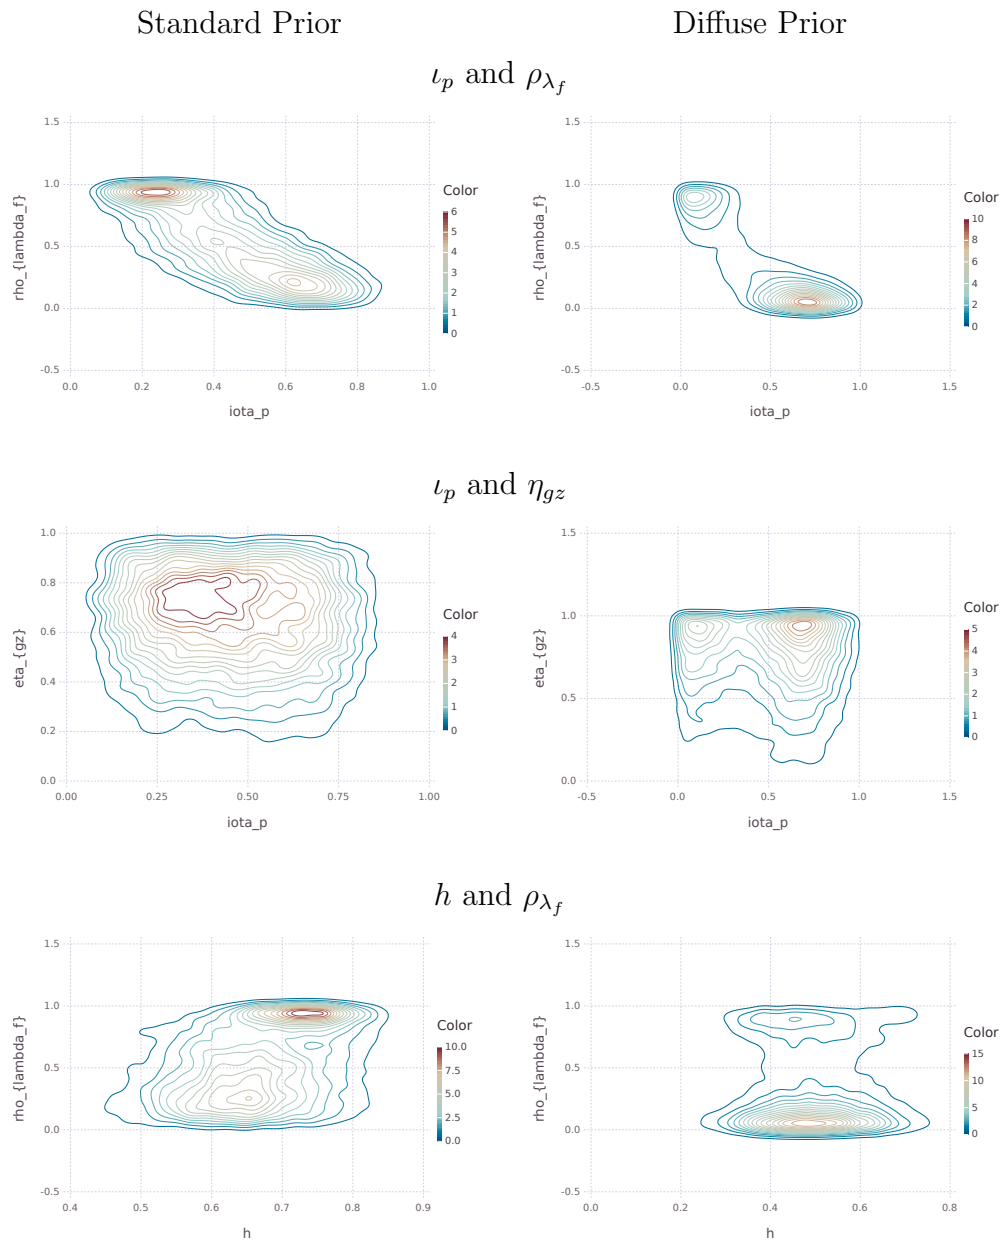 Standard Prior Diffuse Prior
ι_p and ρ_{λ_f}
1.5 1.0 0.5 0.0 -0.5
rho_{lambda_f}
0.0 0.2 0.4 0.6 0.8 1.0
iota_p
Color
6 5 4 3 2 1 0
1.5 1.0 0.5 0.0 -0.5
rho_{lambda_f}
-0.5 0.0 0.5 1.0 1.5
iota_p
Color
10 8 6 4 2 0
ι_p and η_{gz}
1.0 0.8 0.6 0.4 0.2 0.0
eta_{gz}
0.00 0.25 0.50 0.75 1.00
iota_p
Color
4 3 2 1 0
1.5 1.0 0.5 0.0
eta_{gz}
-0.5 0.0 0.5 1.0 1.5
iota_p
Color
5 4 3 2 1 0
h and ρ_{λ_f}
1.5 1.0 0.5 0.0 -0.5
rho_{lambda_f}
0.4 0.5 0.6 0.7 0.8 0.9
h
Color
10.0 7.5 5.0 2.5 0.0
1.5 1.0 0.5 0.0 -0.5
rho_{lambda_f}
0.0 0.2 0.4 0.6 0.8
h
Color
15 10 5 0